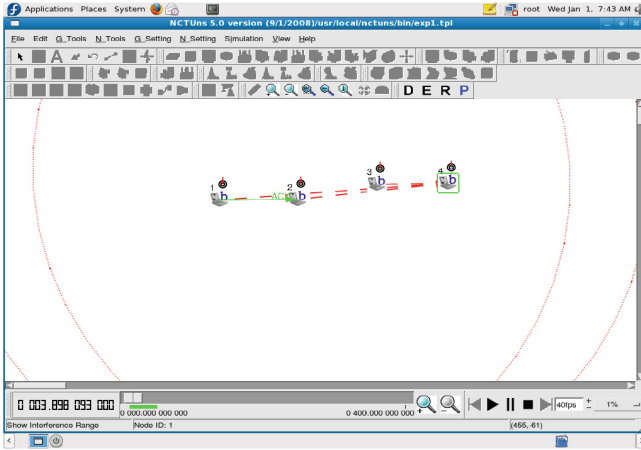 Applications Places System root Wed Jan 1, 7:43 AM
NCTUns 5.0 version (9/1/2008)/usr/local/nctuns/bin/exp1.tpl
File Edit G_Tools N_Tools G_Setting N_Setting Simulation View Help
A
D E R P
3 4
b b
1 2
b b
0 003.898 093 000
0 000.000 000 000 0 400.000 000 000
40fps 1%
Show Interference Range Node ID: 1 (455,-61)